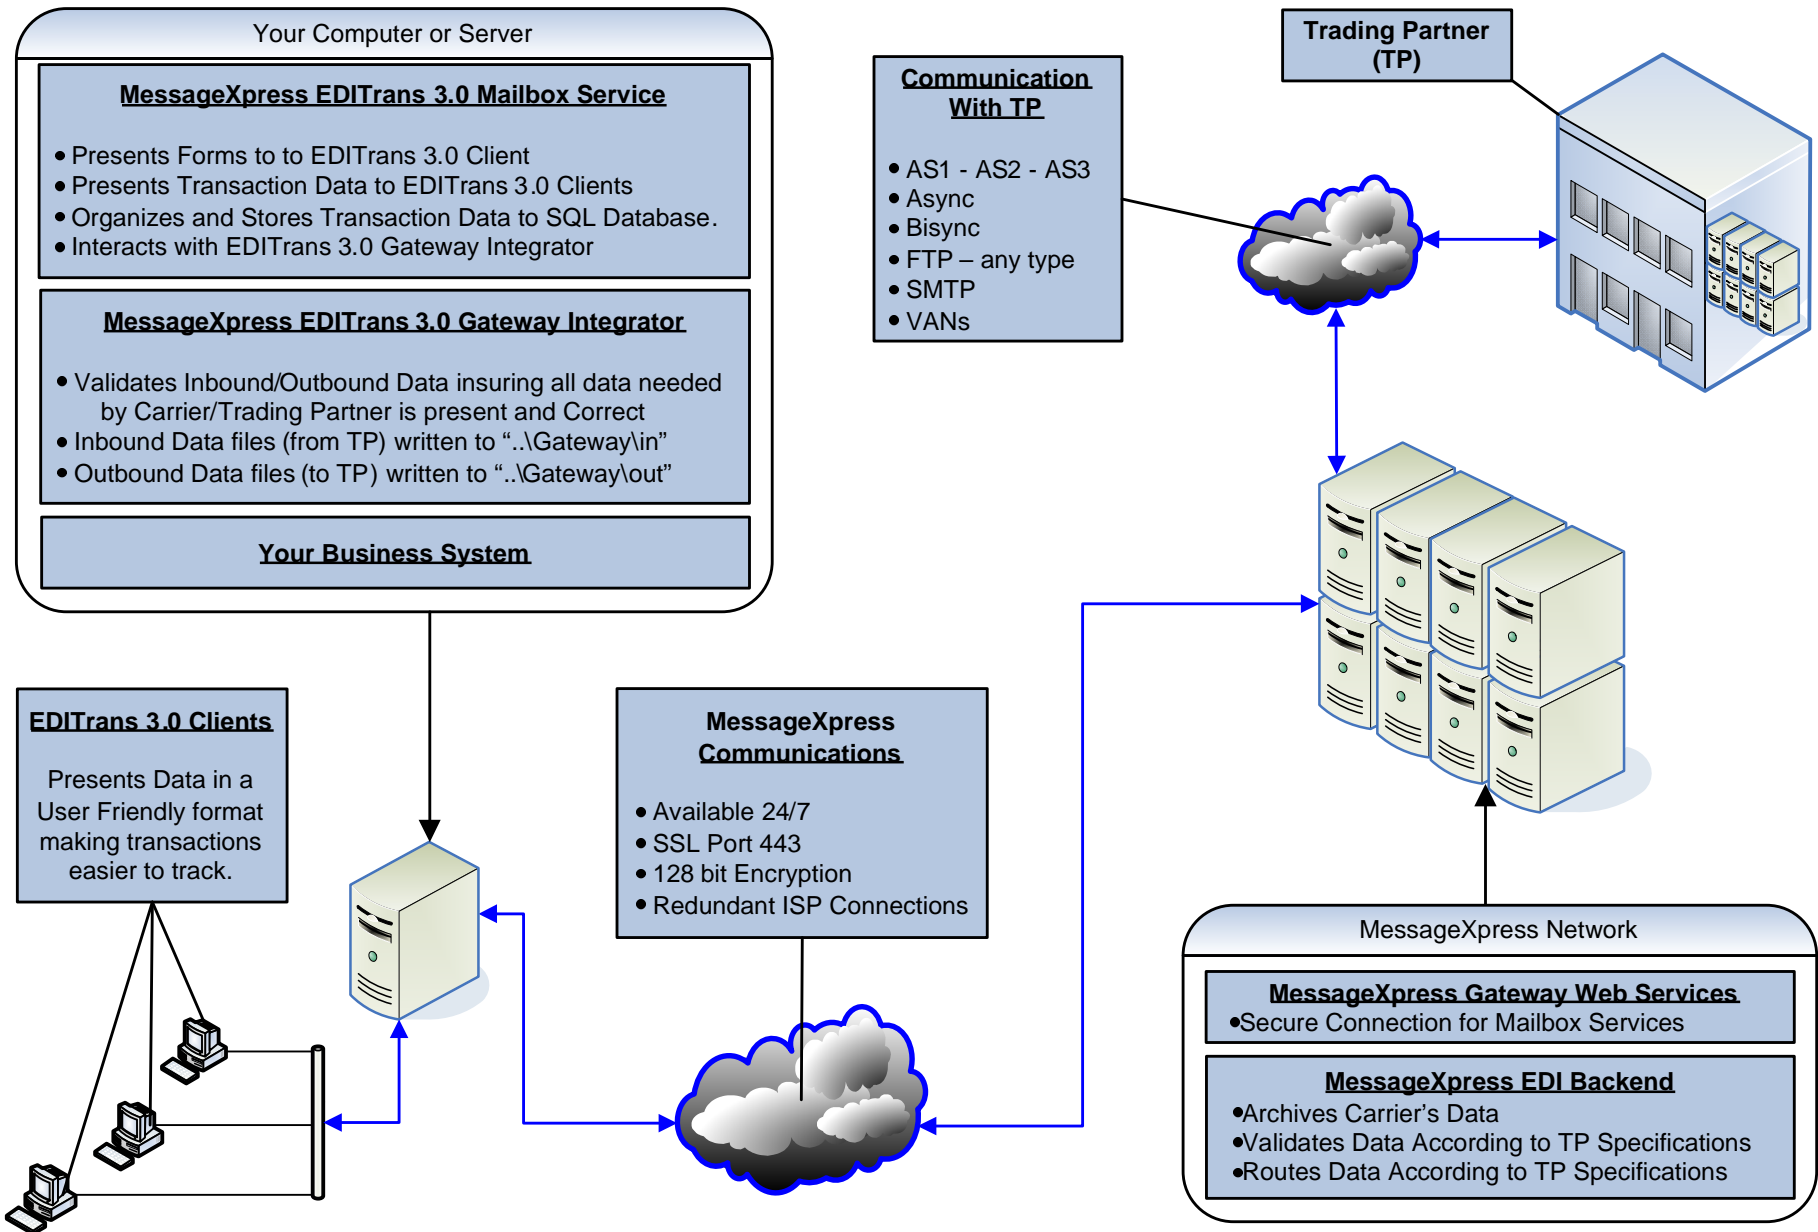 Your Computer or Server
MessageXpress EDITrans 3.0 Mailbox Service
• Presents Forms to to EDITrans 3.0 Client
• Presents Transaction Data to EDITrans 3.0 Clients
• Organizes and Stores Transaction Data to SQL Database.
• Interacts with EDITrans 3.0 Gateway Integrator
MessageXpress EDITrans 3.0 Gateway Integrator
• Validates Inbound/Outbound Data insuring all data needed
by Carrier/Trading Partner is present and Correct
• Inbound Data files (from TP) written to “..\Gateway\in”
• Outbound Data files (to TP) written to “..\Gateway\out”
Your Business System
Communication
With TP
• AS1 - AS2 - AS3
• Async
• Bisync
• FTP – any type
• SMTP
• VANs
Trading Partner
(TP)
EDITrans 3.0 Clients
Presents Data in a
User Friendly format
making transactions
easier to track.
MessageXpress
Communications
• Available 24/7
• SSL Port 443
• 128 bit Encryption
• Redundant ISP Connections
MessageXpress Network
MessageXpress Gateway Web Services
•Secure Connection for Mailbox Services
MessageXpress EDI Backend
•Archives Carrier’s Data
•Validates Data According to TP Specifications
•Routes Data According to TP Specifications